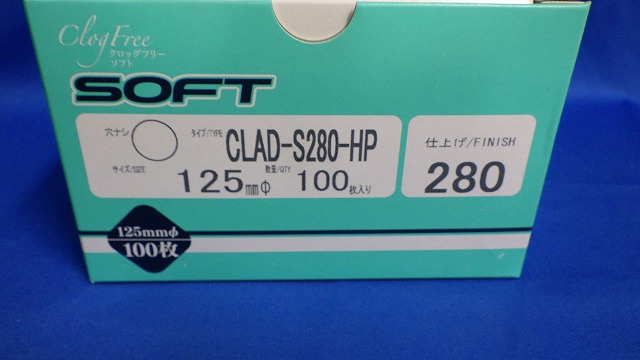 ClogFree
クロッグフリー
ソフト
SOFT
穴ナシ
タイプ/TYPE CLAD-S280-HP
サイズ/SIZE 125mmΦ 数量/QTY 100枚入り
仕上げ/FINISH
280
125mmφ
100枚